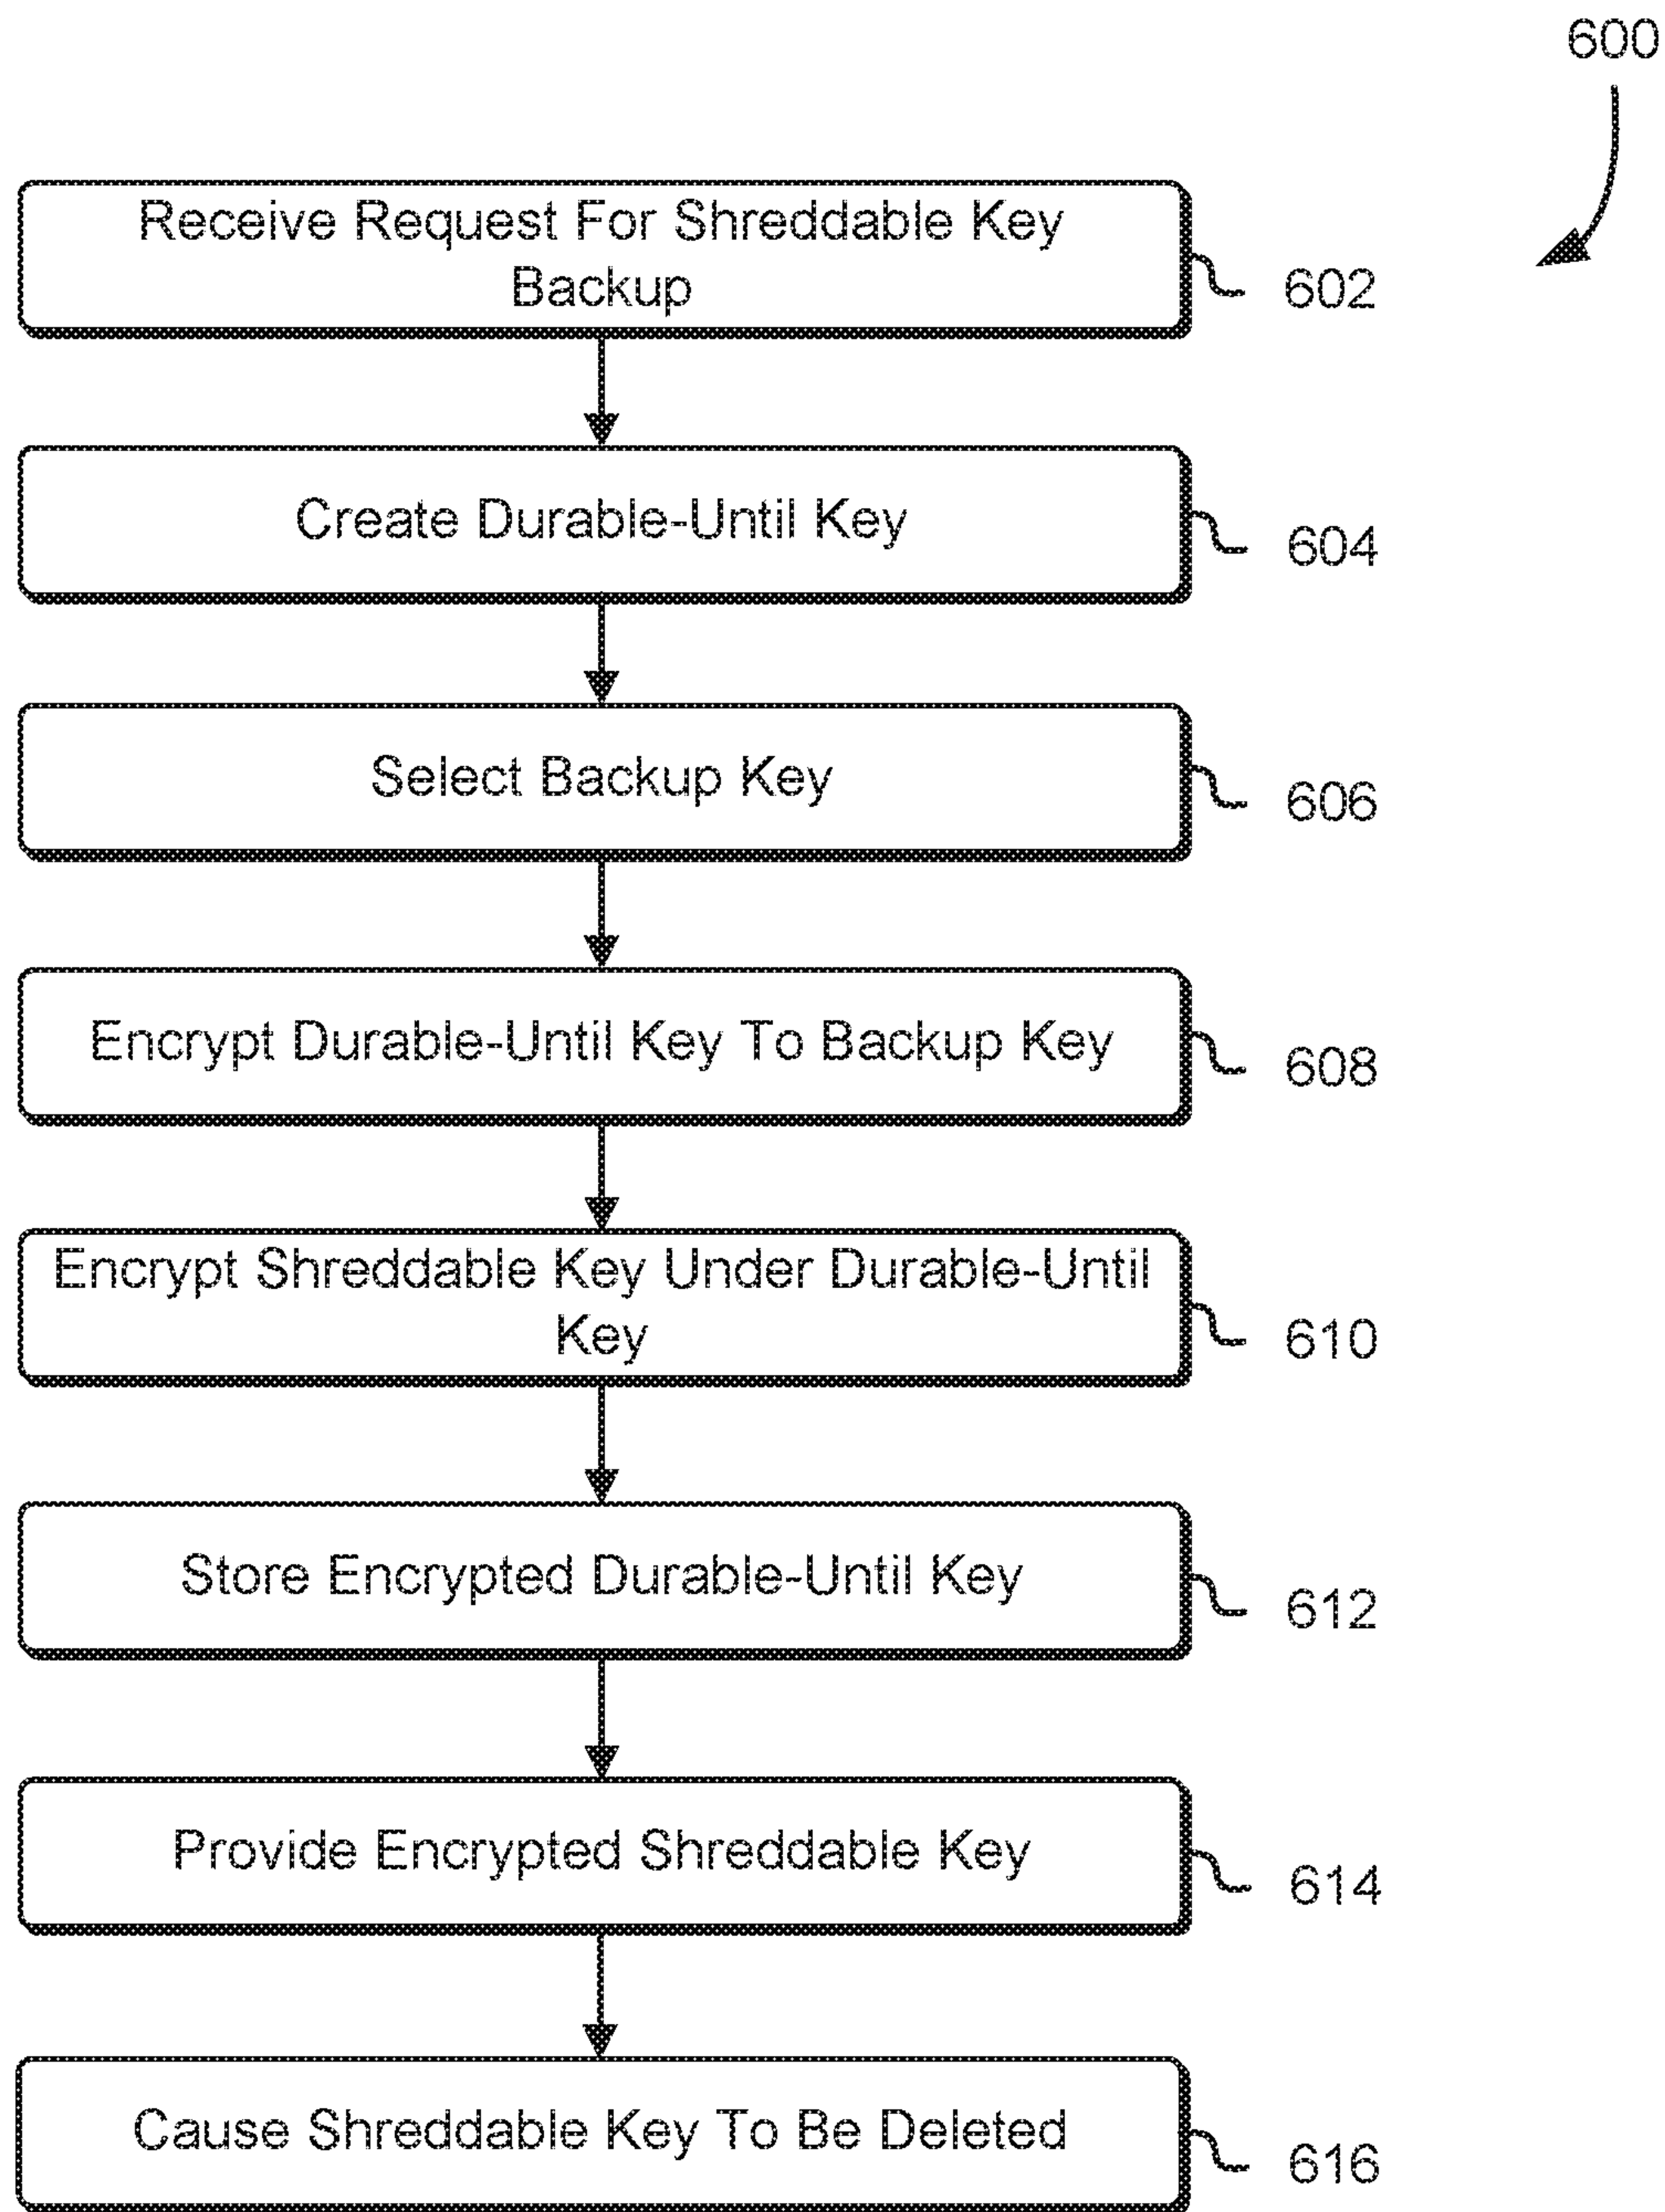 600
Receive Request For Shreddable Key
Backup
602
Create Durable-Until Key
604
Select Backup Key
606
Encrypt Durable-Until Key To Backup Key
608
Encrypt Shreddable Key Under Durable-Until
Key
610
Store Encrypted Durable-Until Key
612
Provide Encrypted Shreddable Key
614
Cause Shreddable Key To Be Deleted
616